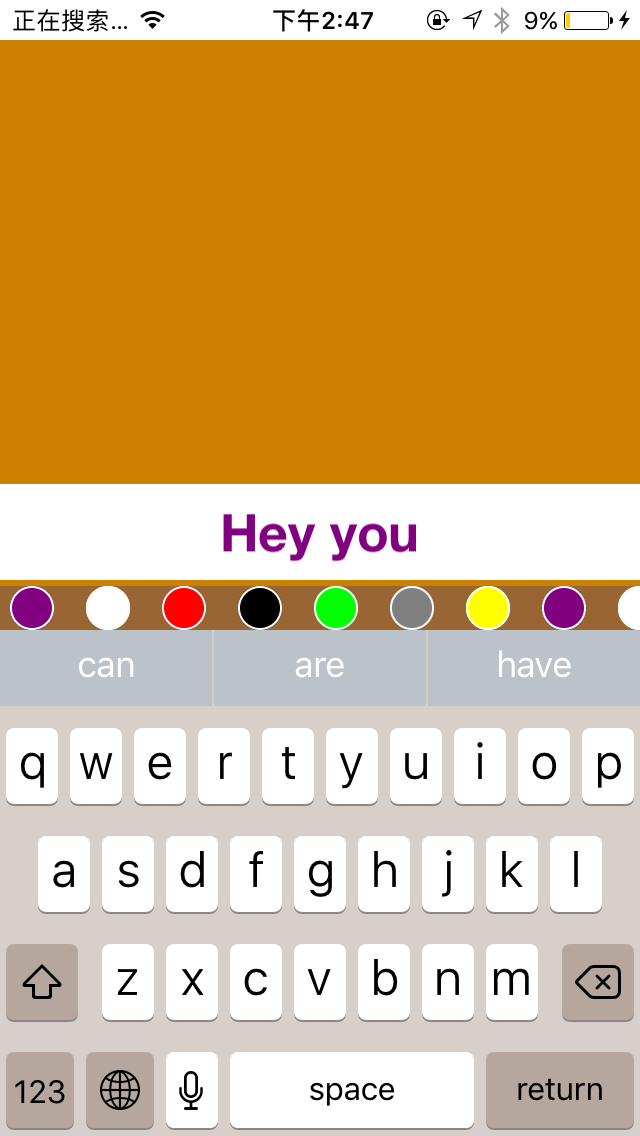 正在搜索... 下午2:47 9%
Hey you
can are have
q w e r t y u i o p
a s d f g h j k l
z x c v b n m
123 space return